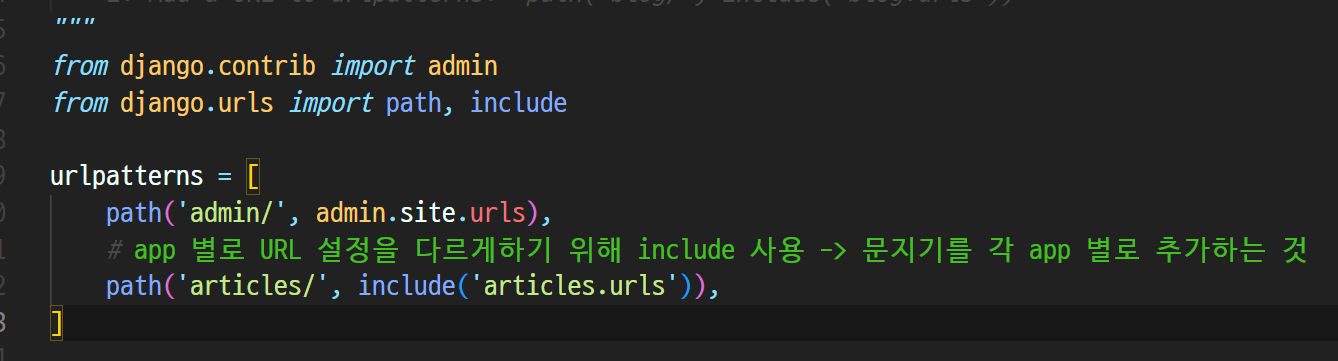 """
from django.contrib import admin
from django.urls import path, include
urlpatterns = [
path('admin/', admin.site.urls),
# app 별로 URL 설정을 다르게하기 위해 include 사용 -> 문지기를 각 app 별로 추가하는 것
path('articles/', include('articles.urls')),
]